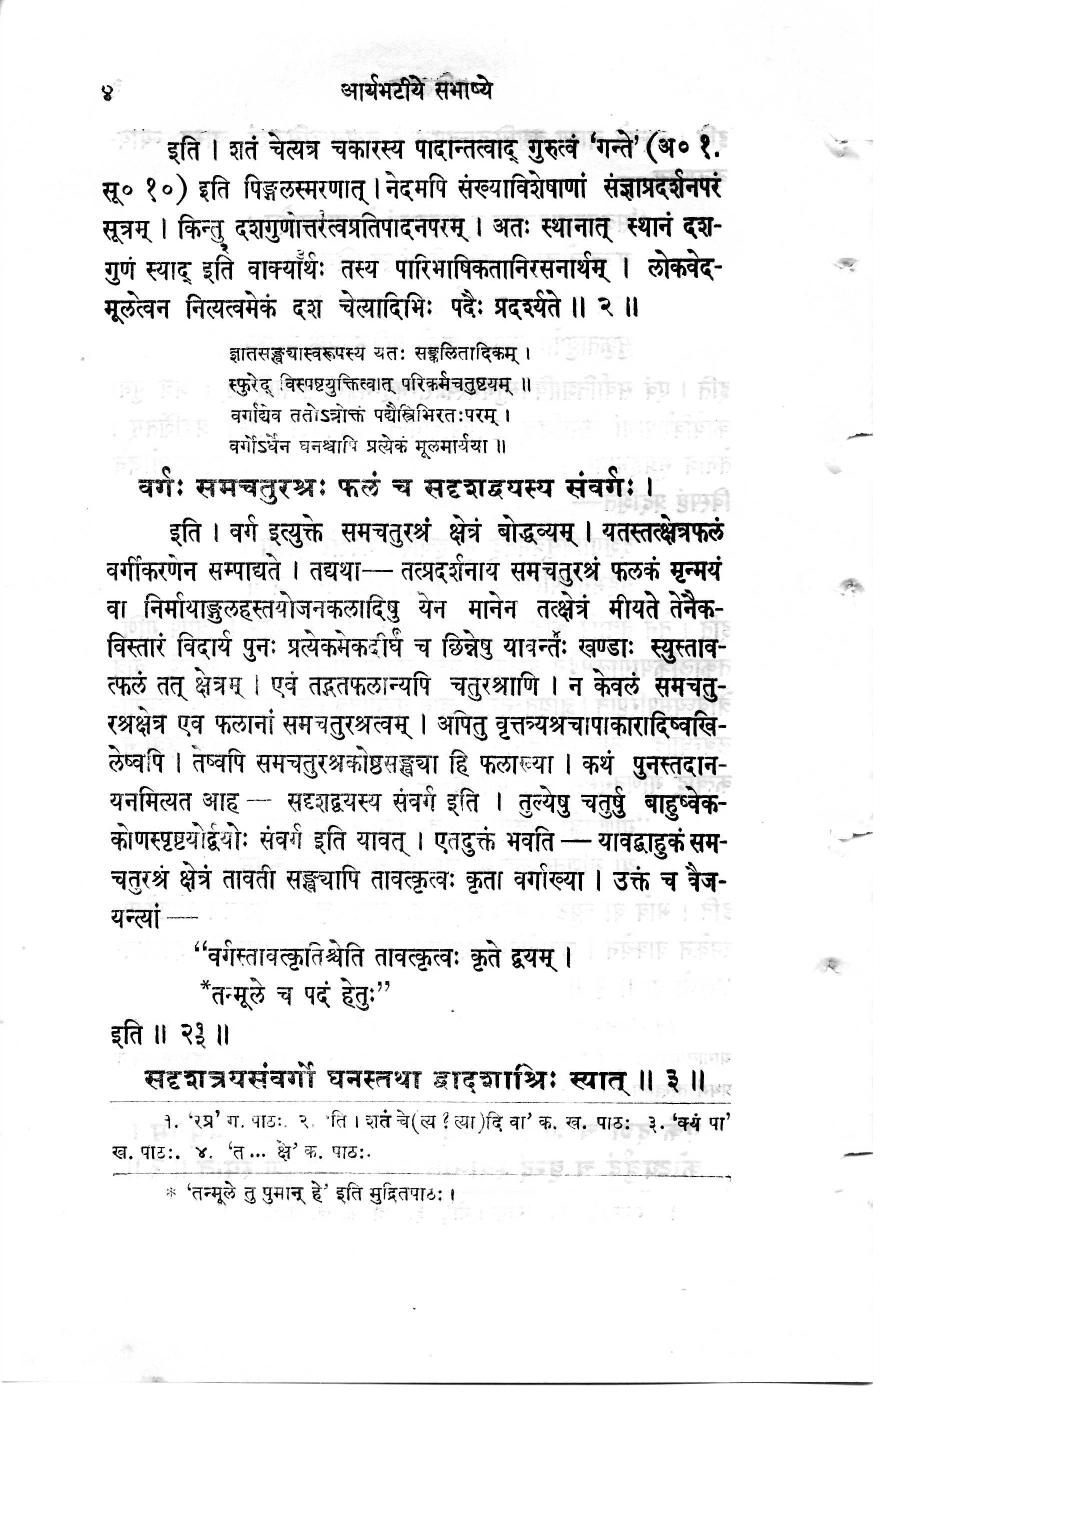 ४ आर्यभटीये सभाष्ये
इति । शतं चेत्यत्र चकारस्य पादान्तत्वाद् गुरुत्वं ‘गन्ते’ (अ० १.
सू० १०) इति पिङ्गलस्मरणात् । नेदमपि संख्याविशेषाणां संज्ञाप्रदर्शनपरं
सूत्रम् । किन्तु दशगुणोत्तरत्वप्रतिपादनपरम् । अतः स्थानात् स्थानं दश-
गुणं स्याद् इति वाक्यार्थः तस्य पारिभाषिकतानिरसनार्थम् । लोकवेद-
मूलत्वेन नित्यत्वमेकं दश चेत्यादिभिः पदैः प्रदर्श्यते ॥ २ ॥
ज्ञातसङ्ख्यास्वरूपस्य यतः सङ्कलितादिकम् ।
स्फुरेद् विस्पष्टयुक्तित्वात् परिकर्मचतुष्टयम् ॥
वर्गाद्येव ततोऽत्रोक्तं पद्यैस्त्रिभिरतःपरम् ।
वर्गोऽर्धेन घनश्चापि प्रत्येकं मूलमार्यया ॥
वर्गः समचतुरश्रः फलं च सदृशद्वयस्य संवर्गः ।
इति । वर्ग इत्युक्ते समचतुरश्रं क्षेत्रं बोद्धव्यम् । यतस्तत्क्षेत्रफलं
वर्गीकरणेन सम्पाद्यते । तद्यथा— तत्प्रदर्शनाय समचतुरश्रं फलकं मृन्मयं
वा निर्मायाङ्गुलहस्तयोजनकलादिषु येन मानेन तत्क्षेत्रं मीयते तेनैक-
विस्तारं विदार्य पुनः प्रत्येकमेकदीर्घं च छिन्नेषु यावन्तः४ खण्डाः स्युस्ताव-
त्फलं तत् क्षेत्रम् । एवं तद्गतफलान्यपि चतुरश्राणि । न केवलं समचतु-
रश्रक्षेत्र एव फलानां समचतुरश्रत्वम् । अपितु वृत्तत्र्यश्रचापाकारादिष्वखि-
लेष्वपि । तेष्वपि समचतुरश्रकोष्ठसङ्ख्या हि फलाख्या । कथं पुनस्तदान-
यनमित्यत आह — सदृशद्वयस्य संवर्ग इति । तुल्येषु चतुर्षु बाहुष्वेक-
कोणस्पृष्टयोर्द्वयोः संवर्ग इति यावत् । एतदुक्तं भवति — यावद्बाहुकं सम-
चतुरश्रं क्षेत्रं तावती सङ्ख्यापि तावत्कृत्वः कृता वर्गाख्या । उक्तं च वैज-
यन्त्यां —
“वर्गस्तावत्कृतिश्चेति तावत्कृत्वः कृते द्वयम् ।
*तन्मूले च पदं हेतुः”
इति ॥ २३ ॥
सदृशत्रयसंवर्गो घनस्तथा द्वादशाश्रिः स्यात् ॥ ३ ॥
१. ‘रप्र’ ग. पाठः. २. ‘ति । शतं चे(त्य ? त्या)दि वा’ क. ख. पाठः ३. ‘क्यं पा’
ख. पाठः. ४. ‘त ... क्षे’ क. पाठः.
* ‘तन्मूले तु पुमान् हे’ इति मुद्रितपाठः ।